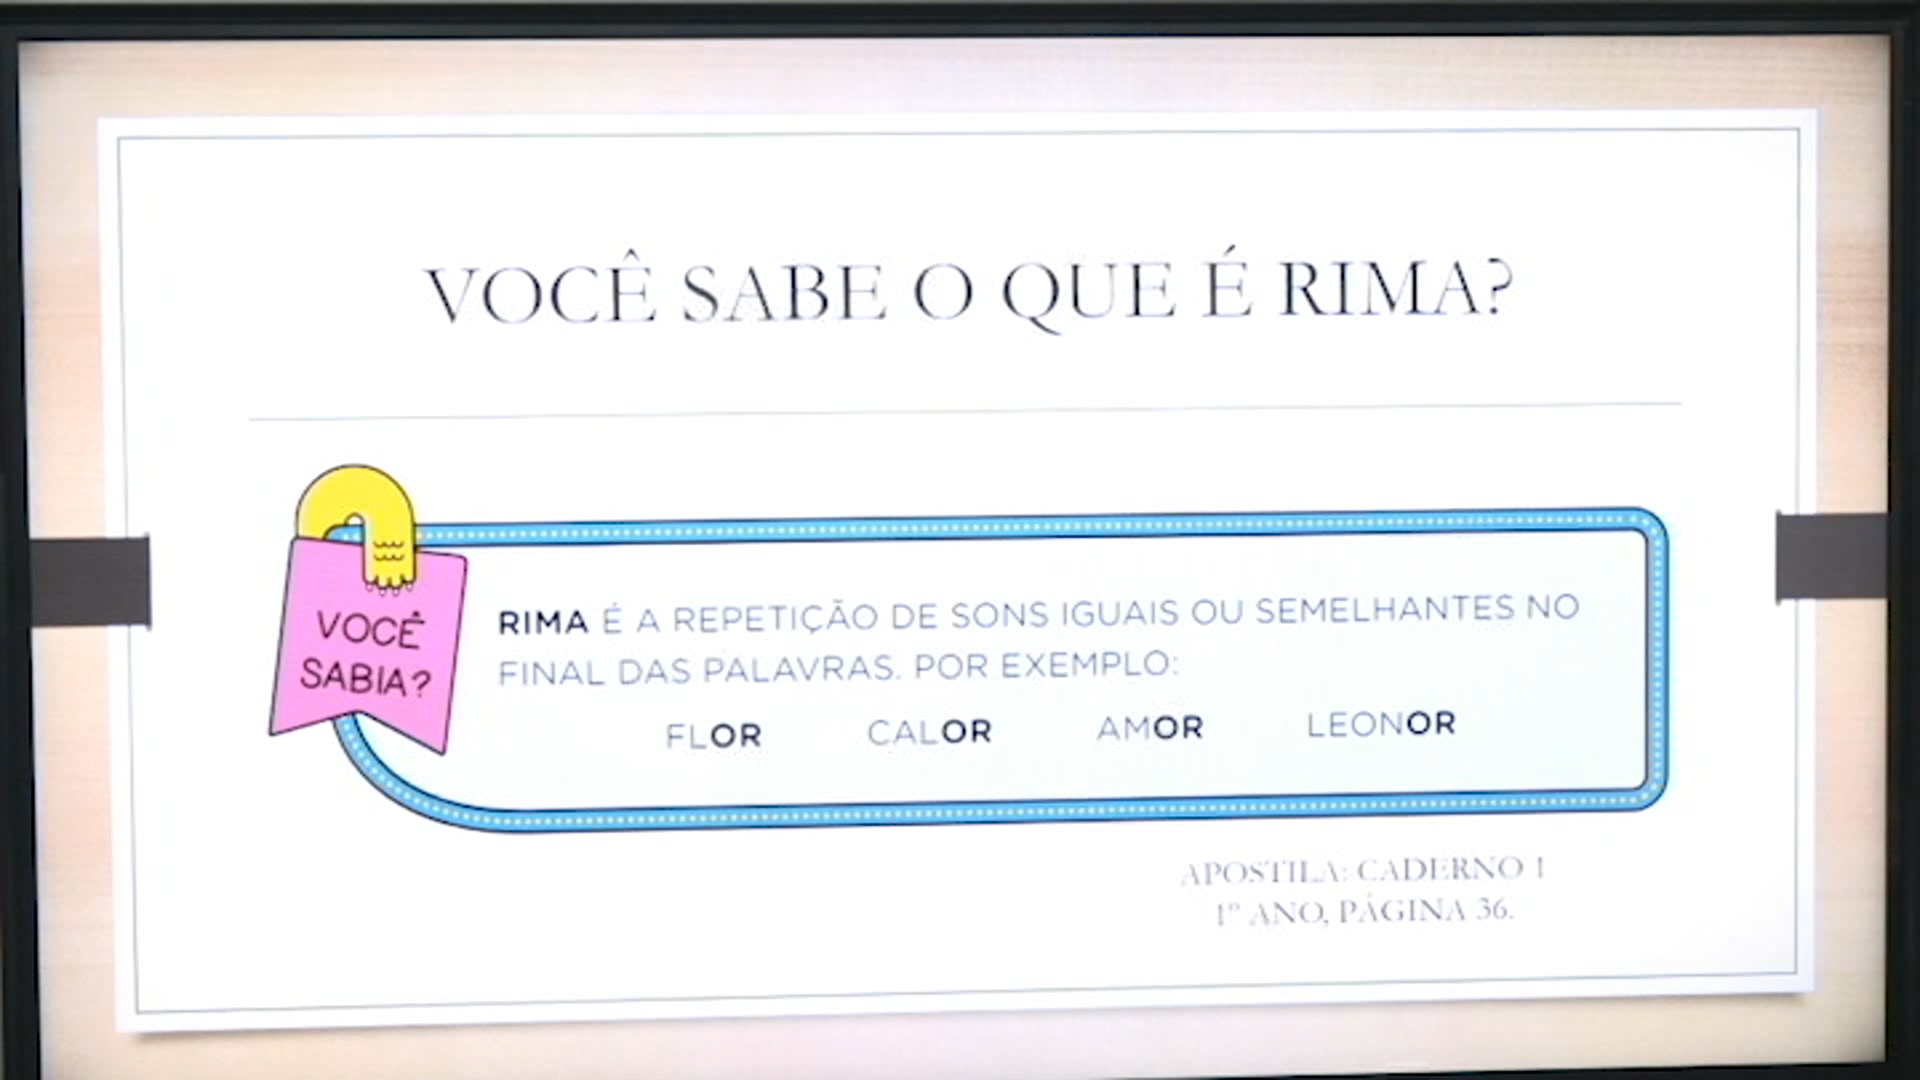 VOCÊ SABE O QUE É RIMA?
VOCÊ
SABIA?
RIMA É A REPETIÇÃO DE SONS IGUAIS OU SEMELHANTES NO
FINAL DAS PALAVRAS. POR EXEMPLO:
FLOR CALOR AMOR LEONOR
APOSTILA: CADERNO 1
1º ANO, PÁGINA 36.